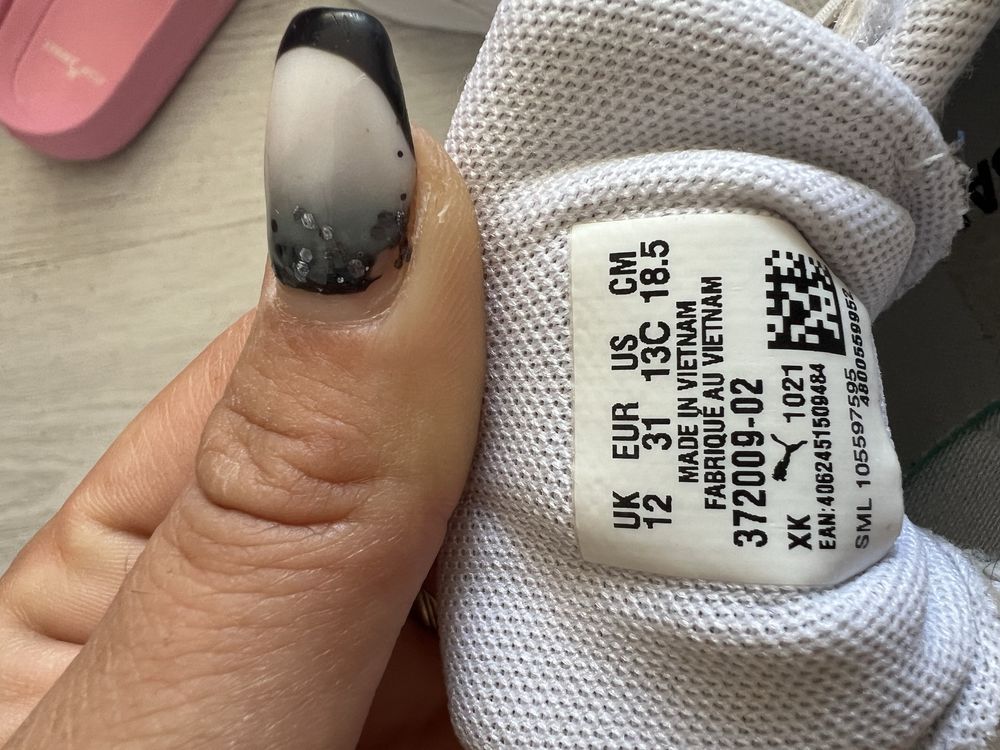 UK EUR US CM
12 31 13C 18.5
MADE IN VIETNAM
FABRIQUÉ AU VIETNAM
372009-02
XK 1021
EAN:4062451509484
SML 105597595
4800559952